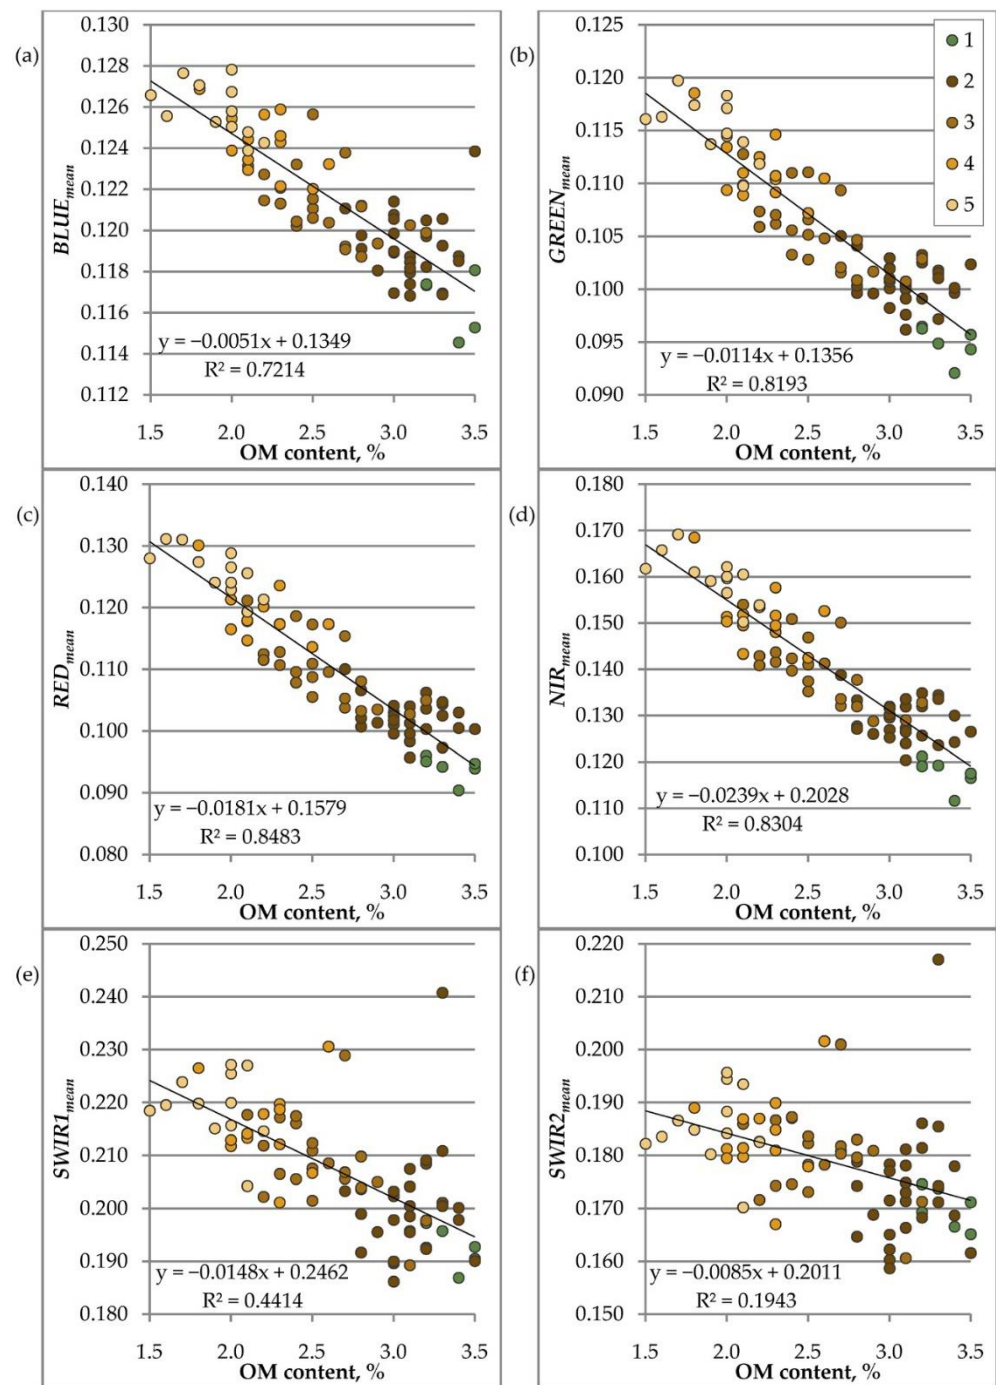 (a)
BLUEmean
0.130
0.128
0.126
0.124
0.122
0.120
0.118
0.116
0.114
0.112
y = −0.0051x + 0.1349
R² = 0.7214
1.5 2.0 2.5 3.0 3.5
OM content, %
(b)
GREENmean
0.120
0.115
0.110
0.105
0.100
0.095
0.090
1
2
3
4
5
y = −0.0114x + 0.1356
R² = 0.8193
1.5 2.0 2.5 3.0 3.5
OM content, %
(c)
REDmean
0.140
0.130
0.120
0.110
0.100
0.090
0.080
y = −0.0181x + 0.1579
R² = 0.8483
1.5 2.0 2.5 3.0 3.5
OM content, %
(d)
NIRmean
0.180
0.170
0.160
0.150
0.140
0.130
0.120
0.110
0.100
y = −0.0239x + 0.2028
R² = 0.8304
1.5 2.0 2.5 3.0 3.5
OM content, %
(e)
SWIR1mean
0.250
0.240
0.230
0.220
0.210
0.200
0.190
0.180
y = −0.0148x + 0.2462
R² = 0.4414
1.5 2.0 2.5 3.0 3.5
OM content, %
(f)
SWIR2mean
0.220
0.210
0.200
0.190
0.180
0.170
0.160
0.150
y = −0.0085x + 0.2011
R² = 0.1943
1.5 2.0 2.5 3.0 3.5
OM content, %